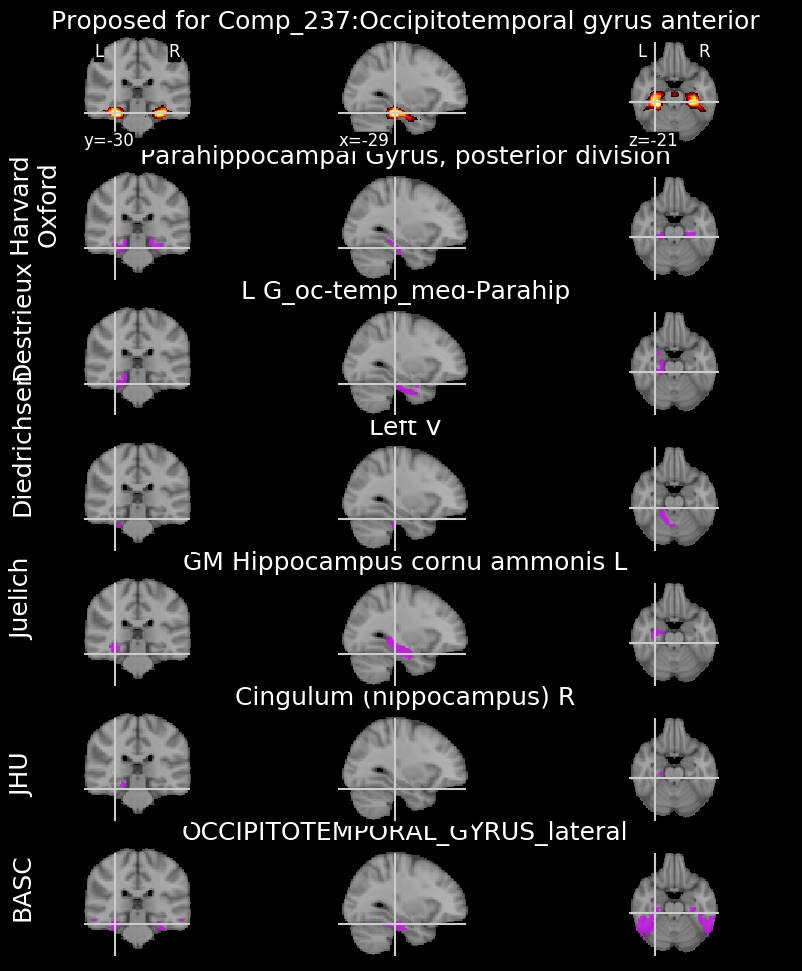 Proposed for Comp_237:Occipitotemporal gyrus anterior
L R L R
y=-30 x=-29 z=-21
Harvard Oxford
Parahippocampal Gyrus, posterior division
Destrieux
L G_oc-temp_med-Parahip
Diedrichsen
Left V
Juelich
GM Hippocampus cornu ammonis L
JHU
Cingulum (hippocampus) R
BASC
OCCIPITOTEMPORAL_GYRUS_lateral